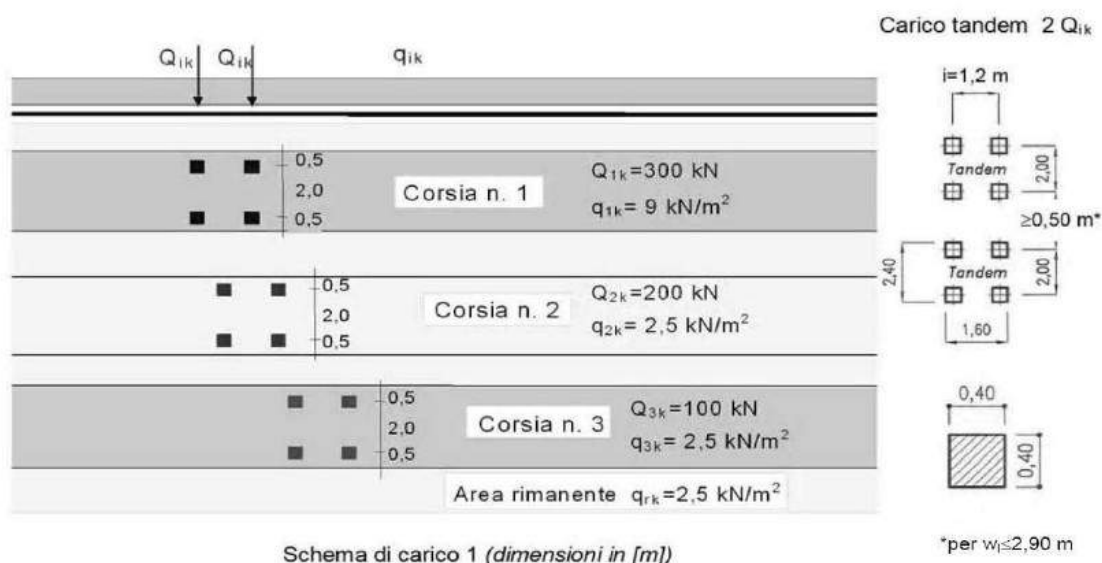 Carico tandem 2 Qik
Qik Qik qik
i=1,2 m
0,5
2,0
0,5
Corsia n. 1
Q1k=300 kN
q1k= 9 kN/m²
Tandem
2,00
≥0,50 m*
0,5
2,0
0,5
Corsia n. 2
Q2k=200 kN
q2k= 2,5 kN/m²
2,40
Tandem
2,00
1,60
0,5
2,0
0,5
Corsia n. 3
Q3k=100 kN
q3k= 2,5 kN/m²
0,40
0,40
Area rimanente qrk=2,5 kN/m²
Schema di carico 1 (dimensioni in [m])
*per wl≤2,90 m